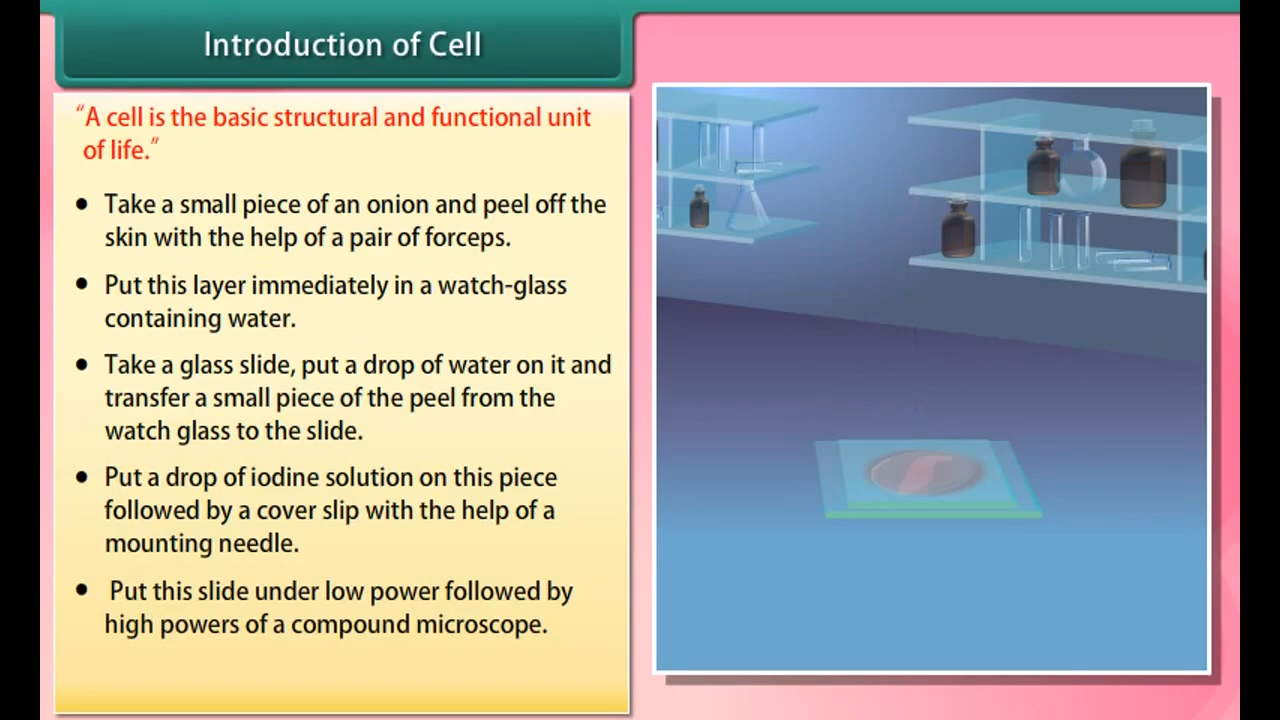 Introduction of Cell
“A cell is the basic structural and functional unit
of life.”
• Take a small piece of an onion and peel off the
skin with the help of a pair of forceps.
• Put this layer immediately in a watch-glass
containing water.
• Take a glass slide, put a drop of water on it and
transfer a small piece of the peel from the
watch glass to the slide.
• Put a drop of iodine solution on this piece
followed by a cover slip with the help of a
mounting needle.
• Put this slide under low power followed by
high powers of a compound microscope.